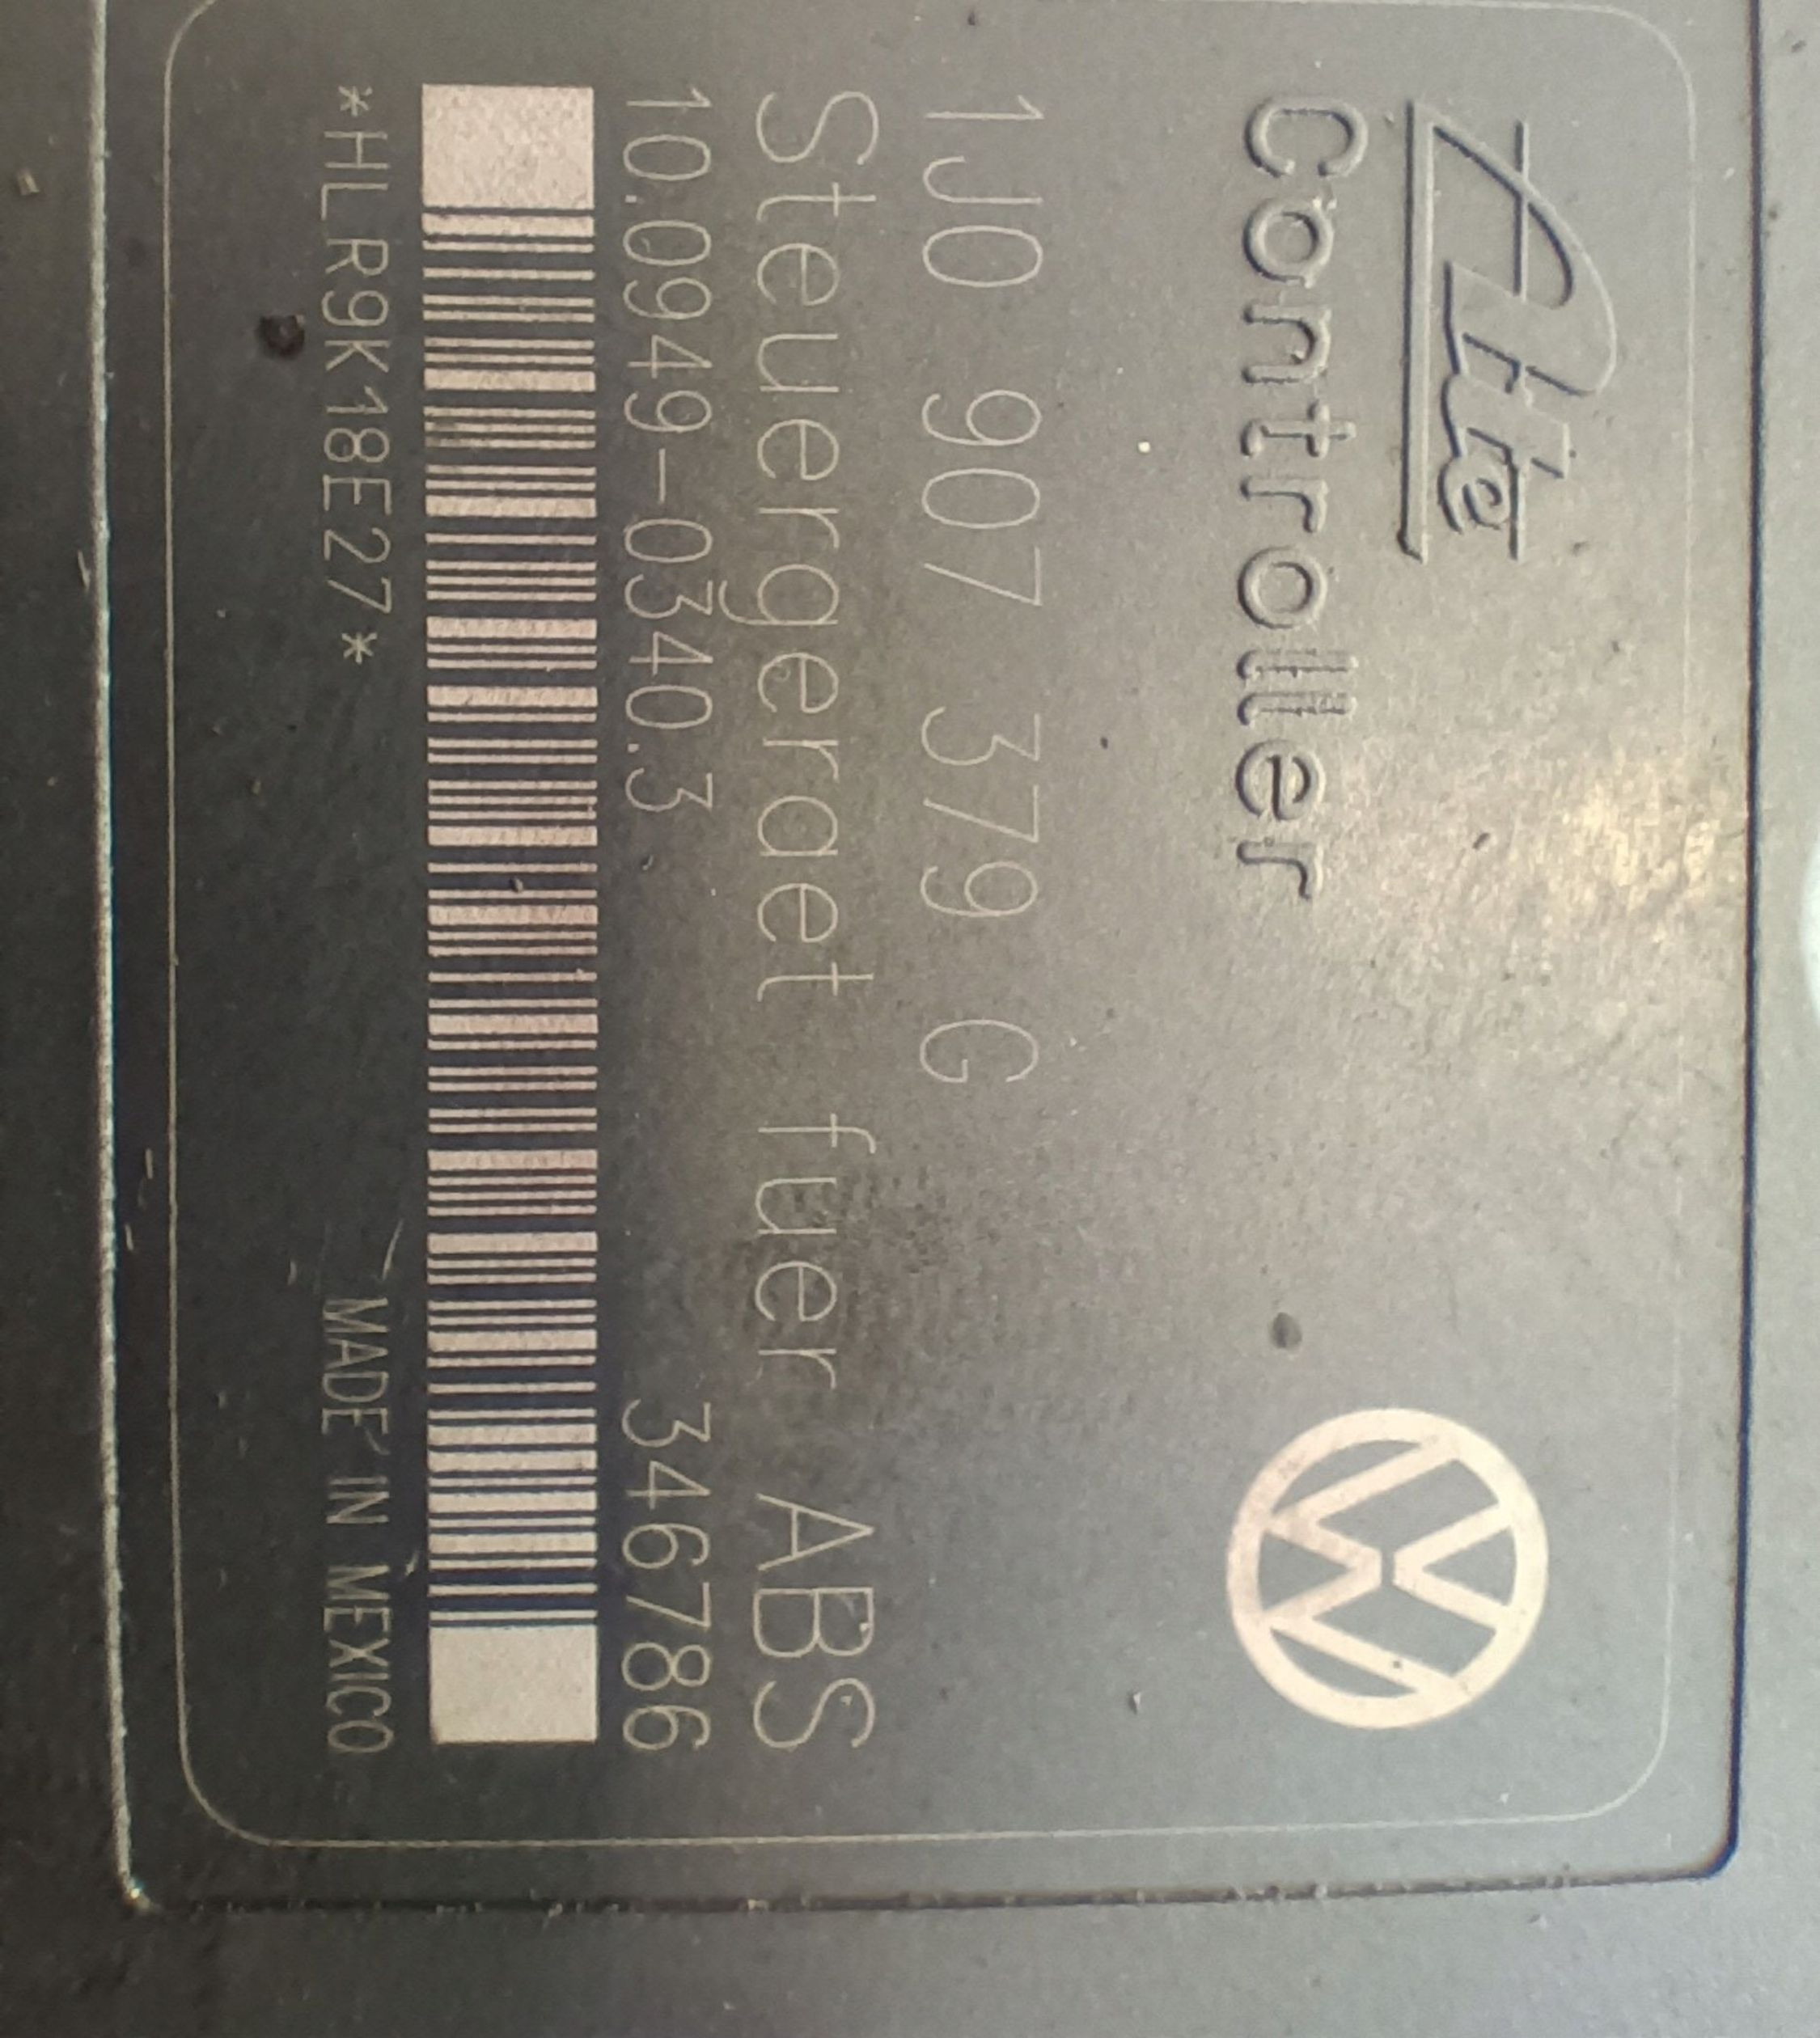 Ate
Controller
1J0 907 379 G
Steuergeraet fuer ABS
10.0949-0340.3 346786
*HLR9K18E27* MADE IN MEXICO